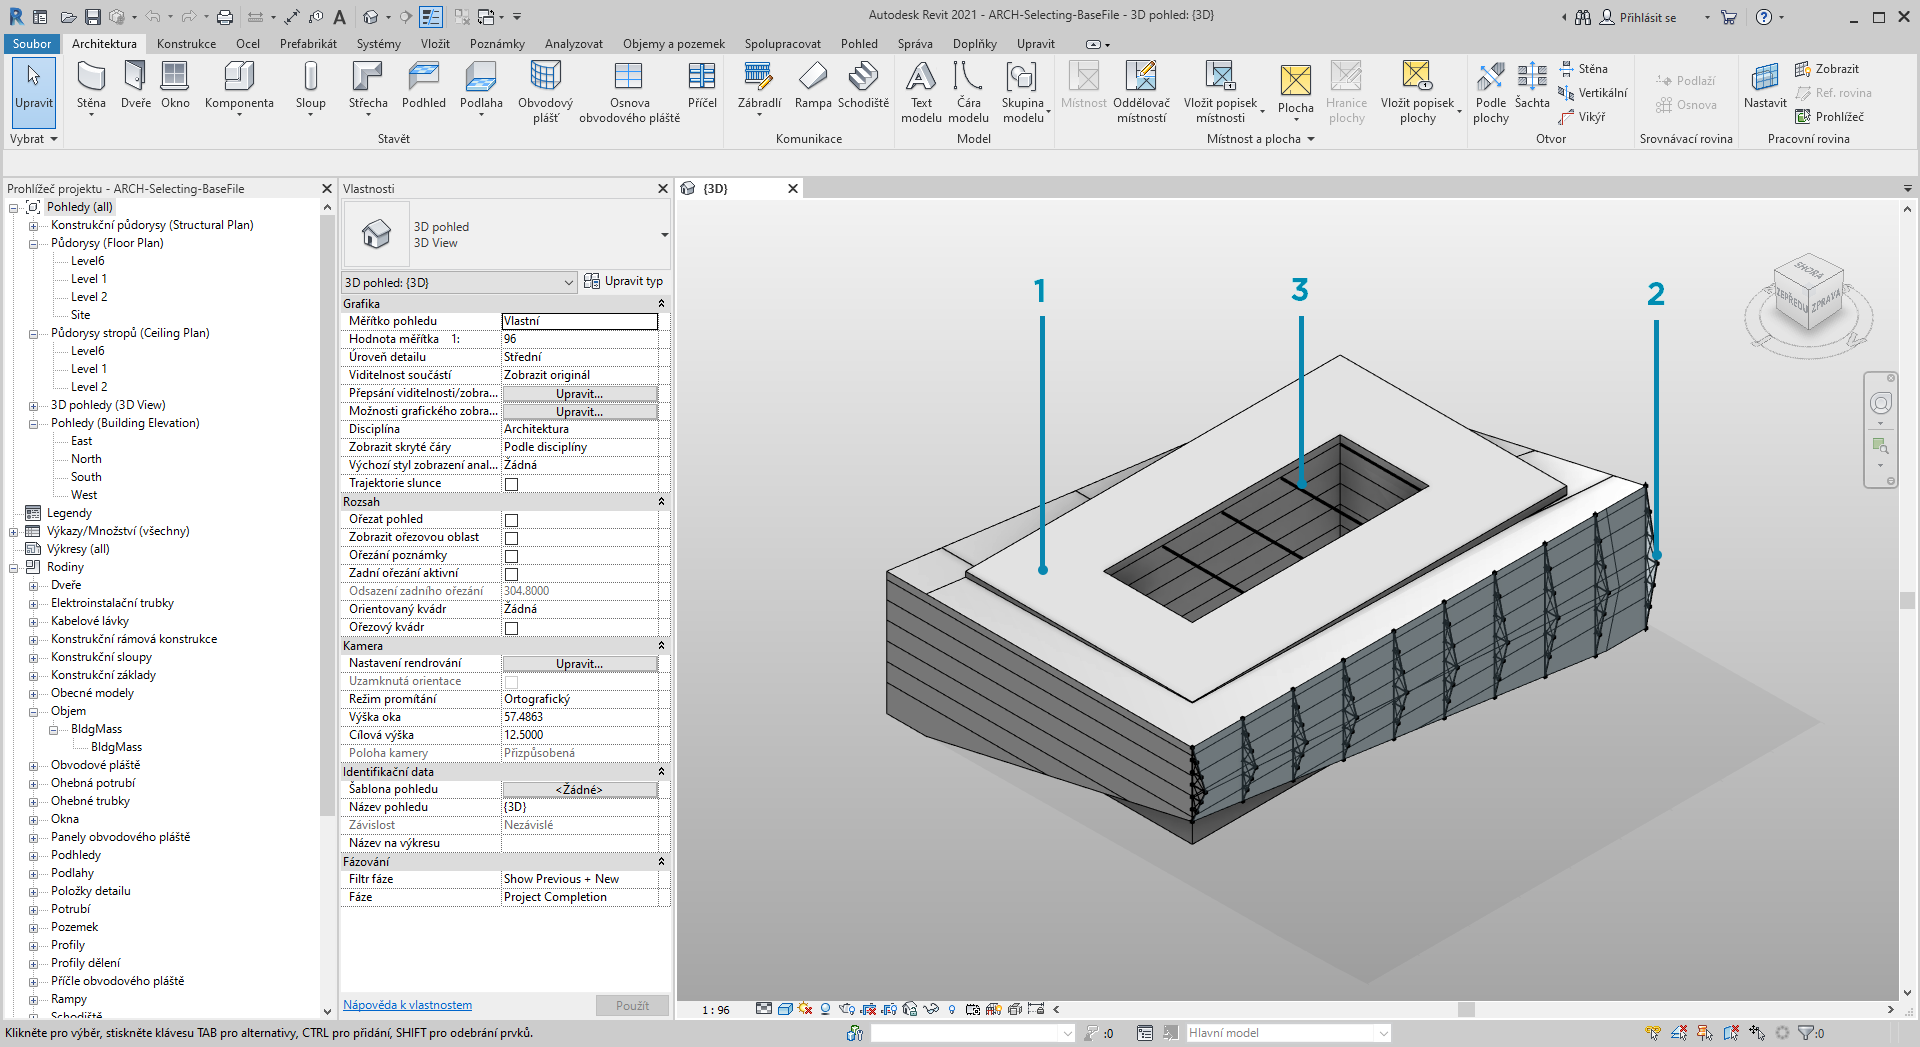 Autodesk Revit 2021 - ARCH-Selecting-BaseFile - 3D pohled: {3D}
Přihlásit se
Soubor
Architektura
Konstrukce
Ocel
Prefabrikát
Systémy
Vložit
Poznámky
Analyzovat
Objemy a pozemek
Spolupracovat
Pohled
Správa
Doplňky
Upravit
Upravit
Stěna
Dveře
Okno
Komponenta
Sloup
Střecha
Podhled
Podlaha
Obvodový plášť
Osnova obvodového pláště
Příčel
Zábradlí
Rampa
Schodiště
Text modelu
Čára modelu
Skupina modelu
Místnost
Oddělovač místností
Vložit popisek místnosti
Plocha
Hranice plochy
Vložit popisek plochy
Podle plochy
Šachta
Stěna
Vertikální
Vikýř
Podlaží
Osnova
Nastavit
Zobrazit
Ref. rovina
Prohlížeč
Vybrat
Stavět
Komunikace
Model
Místnost a plocha
Otvor
Srovnávací rovina
Pracovní rovina
Prohlížeč projektu - ARCH-Selecting-BaseFile
Pohledy (all)
Konstrukční půdorysy (Structural Plan)
Půdorysy (Floor Plan)
Level6
Level 1
Level 2
Site
Půdorysy stropů (Ceiling Plan)
Level6
Level 1
Level 2
3D pohledy (3D View)
Pohledy (Building Elevation)
East
North
South
West
Legendy
Výkazy/Množství (všechny)
Výkresy (all)
Rodiny
Dveře
Elektroinstalační trubky
Kabelové lávky
Konstrukční rámová konstrukce
Konstrukční sloupy
Konstrukční základy
Obecné modely
Objem
BldgMass
BldgMass
Obvodové pláště
Ohebná potrubí
Ohebné trubky
Okna
Panely obvodového pláště
Podhledy
Podlahy
Položky detailu
Potrubí
Pozemek
Profily
Profily dělení
Příčle obvodového pláště
Rampy
Schodiště
Vlastnosti
3D pohled
3D View
3D pohled: {3D}
Upravit typ
Grafika
Měřítko pohledu Vlastní
Hodnota měřítka 1: 96
Úroveň detailu Střední
Viditelnost součástí Zobrazit originál
Přepsání viditelnosti/zobra... Upravit...
Možnosti grafického zobra... Upravit...
Disciplína Architektura
Zobrazit skryté čáry Podle disciplíny
Výchozí styl zobrazení anal... Žádná
Trajektorie slunce
Rozsah
Ořezat pohled
Zobrazit ořezovou oblast
Ořezání poznámky
Zadní ořezání aktivní
Odsazení zadního ořezání 304.8000
Orientovaný kvádr Žádná
Ořezový kvádr
Kamera
Nastavení rendrování Upravit...
Uzamknutá orientace
Režim promítání Ortografický
Výška oka 57.4863
Cílová výška 12.5000
Poloha kamery Přizpůsobená
Identifikační data
Šablona pohledu <Žádné>
Název pohledu {3D}
Závislost Nezávislé
Název na výkresu
Fázování
Filtr fáze Show Previous + New
Fáze Project Completion
Nápověda k vlastnostem
Použít
{3D}
1
3
2
SHORA
ZEPŘEDU
ZPRAVA
1 : 96
Klikněte pro výběr, stiskněte klávesu TAB pro alternativy, CTRL pro přidání, SHIFT pro odebrání prvků.
:0
Hlavní model
:0